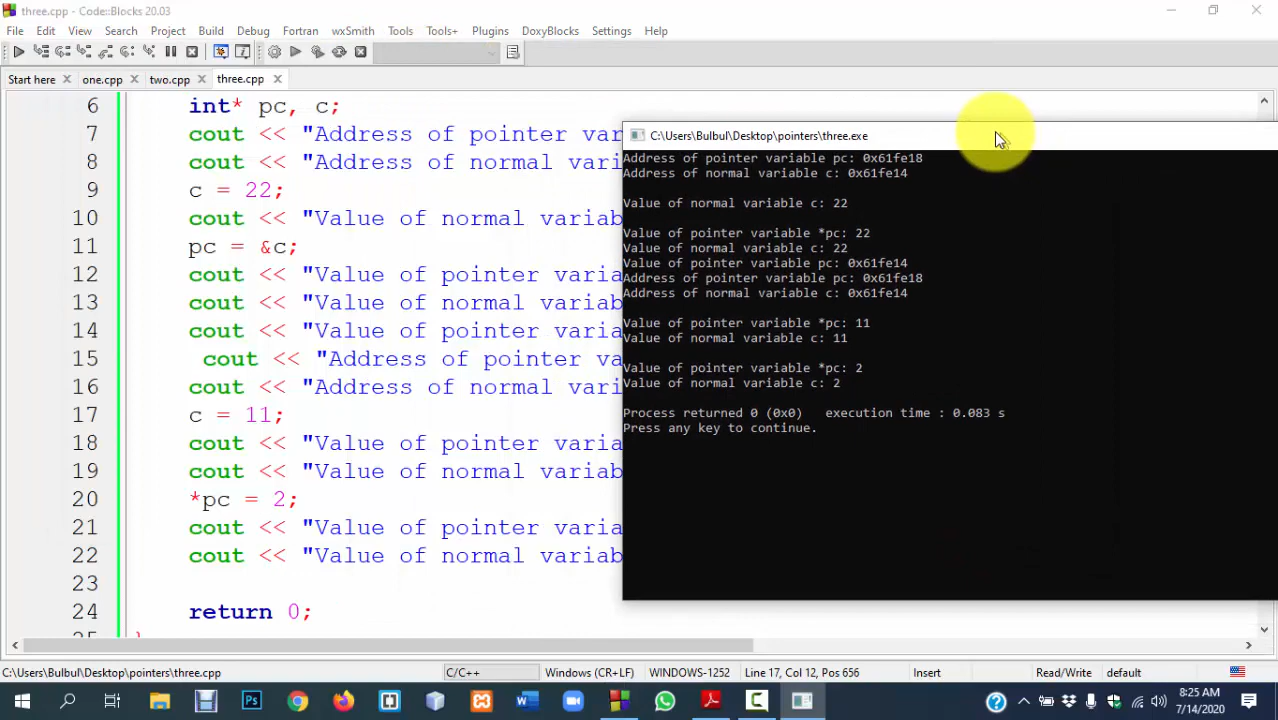 three.cpp - Code::Blocks 20.03
File Edit View Search Project Build Debug Fortran wxSmith Tools Tools+ Plugins DoxyBlocks Settings Help
Start here one.cpp two.cpp three.cpp
6 int* pc, c;
7 cout << "Address of pointer var
8 cout << "Address of normal vari
9 c = 22;
10 cout << "Value of normal variab
11 pc = &c;
12 cout << "Value of pointer varia
13 cout << "Value of normal variab
14 cout << "Value of pointer varia
15 cout << "Address of pointer va
16 cout << "Address of normal vari
17 c = 11;
18 cout << "Value of pointer varia
19 cout << "Value of normal variab
20 *pc = 2;
21 cout << "Value of pointer varia
22 cout << "Value of normal variab
23
24 return 0;
C:\Users\Bulbul\Desktop\pointers\three.exe
Address of pointer variable pc: 0x61fe18
Address of normal variable c: 0x61fe14
Value of normal variable c: 22
Value of pointer variable *pc: 22
Value of normal variable c: 22
Value of pointer variable pc: 0x61fe14
Address of pointer variable pc: 0x61fe18
Address of normal variable c: 0x61fe14
Value of pointer variable *pc: 11
Value of normal variable c: 11
Value of pointer variable *pc: 2
Value of normal variable c: 2
Process returned 0 (0x0) execution time : 0.083 s
Press any key to continue.
C:\Users\Bulbul\Desktop\pointers\three.cpp C/C++ Windows (CR+LF) WINDOWS-1252 Line 17, Col 12, Pos 656 Insert Read/Write default
8:25 AM
7/14/2020